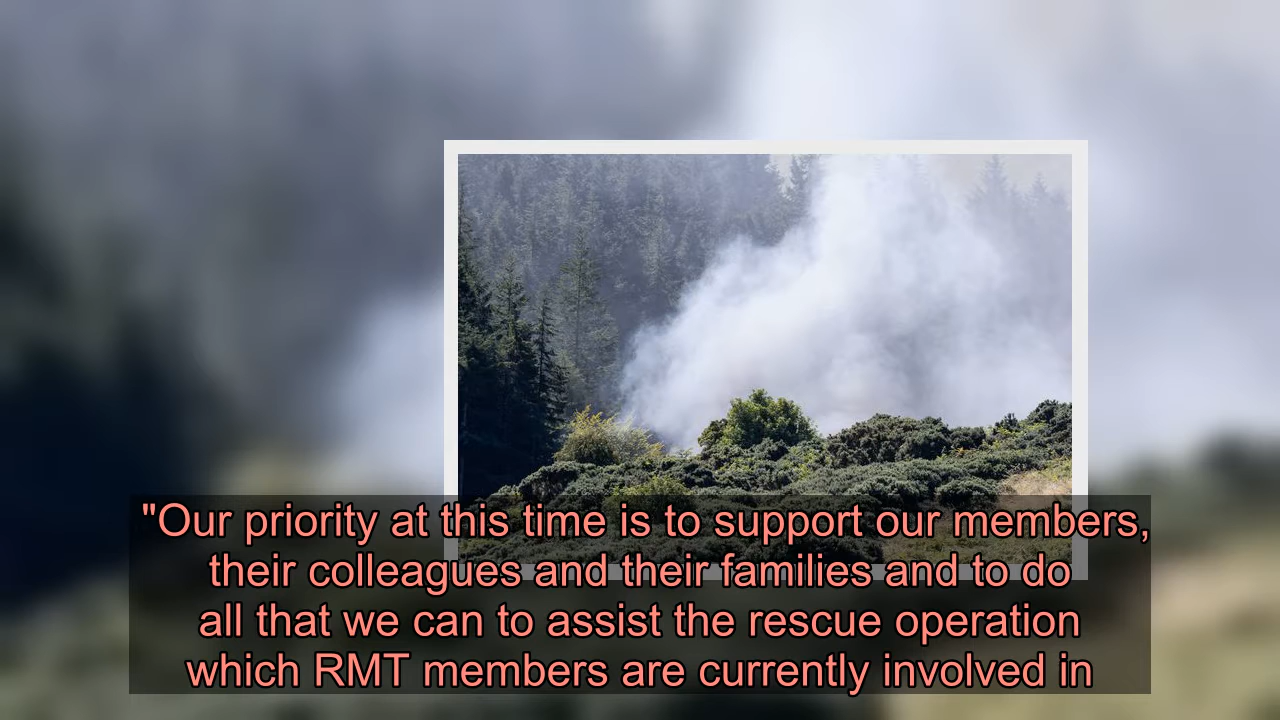 "Our priority at this time is to support our members,
their colleagues and their families and to do
all that we can to assist the rescue operation
which RMT members are currently involved in